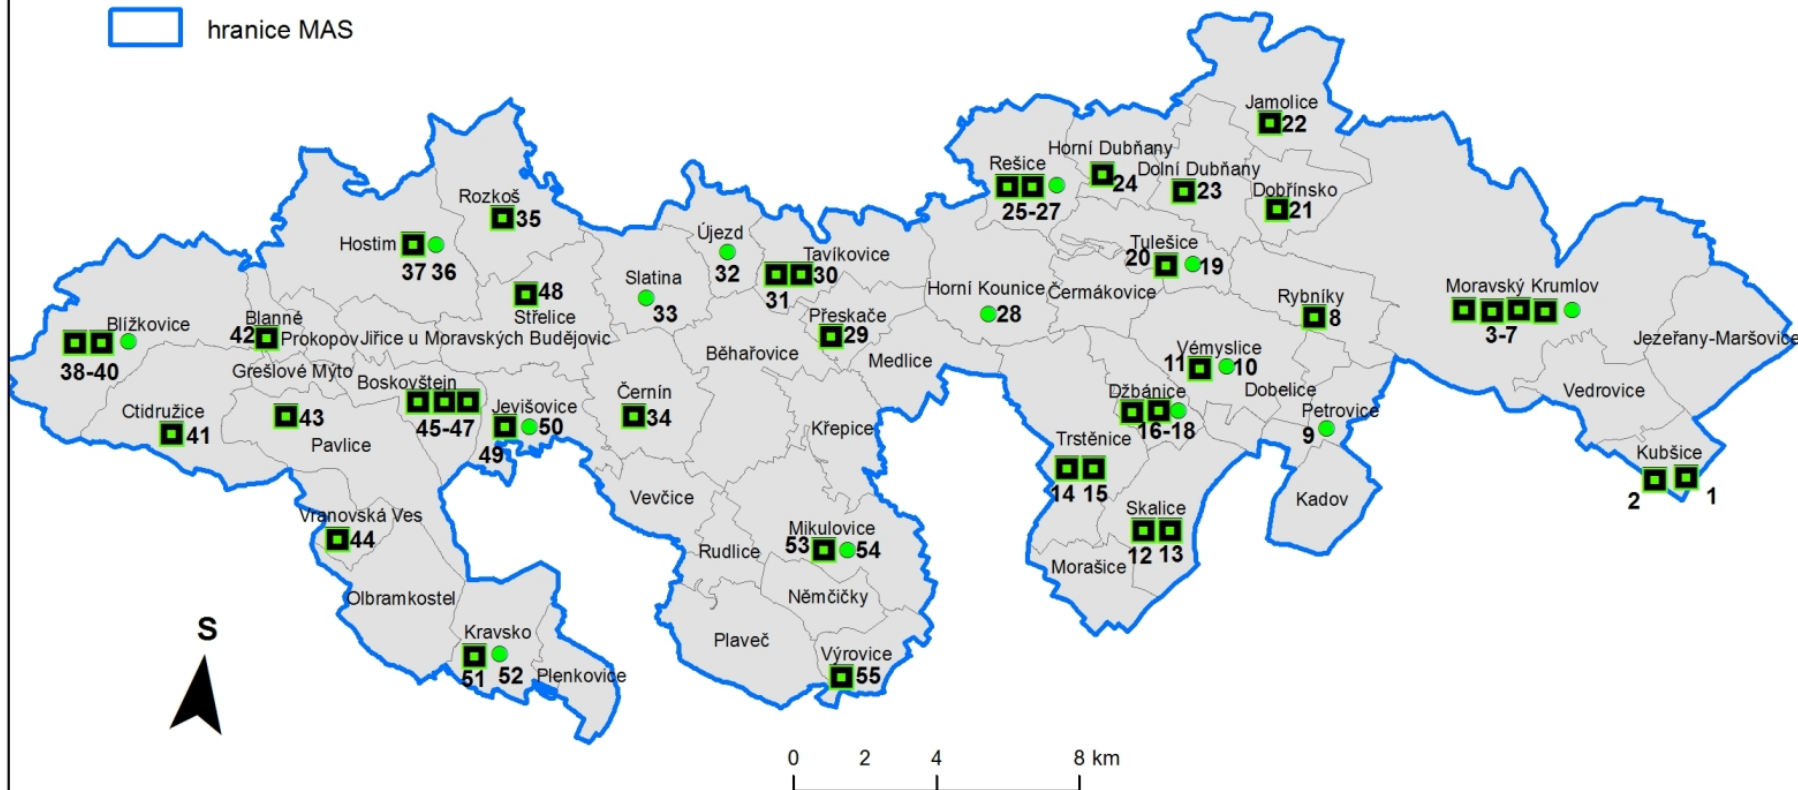 hranice MAS
Jamolice
22
Horní Dubňany
24
Dolní Dubňany
23
Rešice
25-27
Dobřínsko
21
Rozkoš
35
Hostim
37 36
Újezd
32
Tavíkovice
30
31
Tulešice
20
19
Slatina
33
48
Střelice
Horní Kounice
28
Čermákovice
Rybníky
8
Moravský Krumlov
3-7
Jezeřany-Maršovice
Blížkovice
38-40
Blanné
42
Prokopov
Jiřice u Moravských Budějovic
Přeskače
29
Běhařovice
Medlice
Vémyslice
11
10
Grešlové Mýto
Boskovštejn
45-47
Černín
34
Džbánice
16-18
Dobelice
Vedrovice
Ctidružice
41
43
Pavlice
Jevišovice
50
49
Křepice
Petrovice
9
Trstěnice
14 15
Kubšice
2
1
Vevčice
Kadov
Vranovská Ves
44
Mikulovice
53
54
Skalice
12 13
Rudlice
Morašice
Olbramkostel
Němčičky
Kravsko
51
52
Plenkovice
Plaveč
Výrovice
55
S
0 2 4 8 km